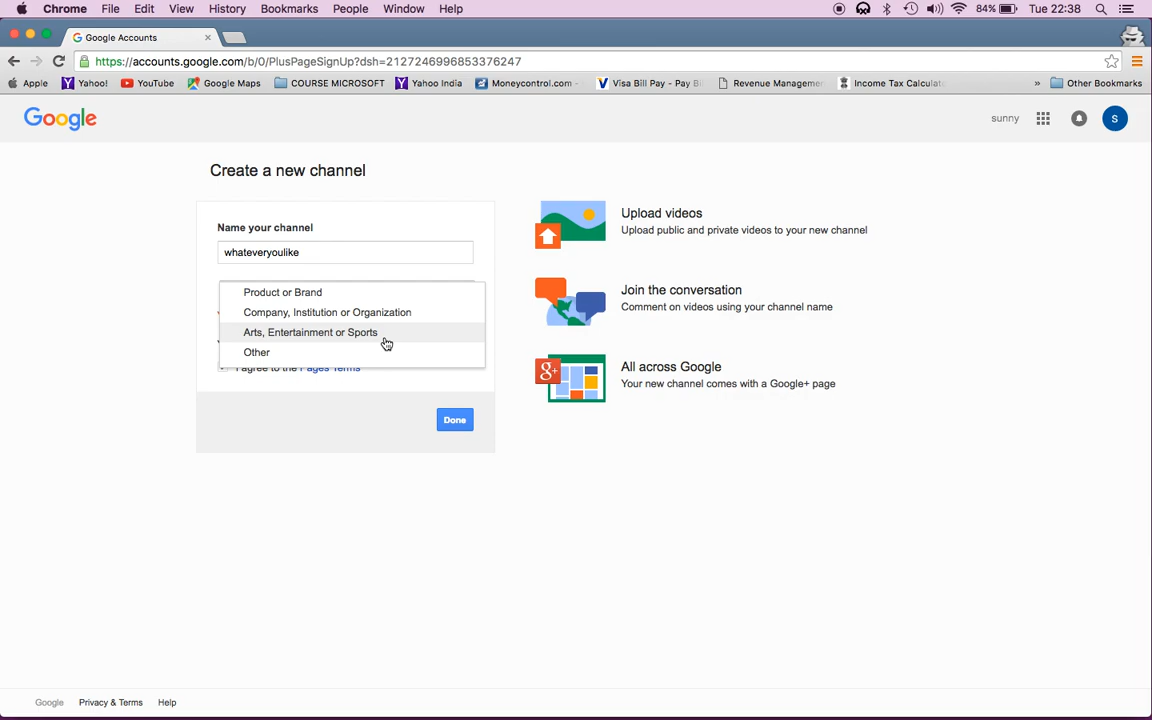 Chrome File Edit View History Bookmarks People Window Help 84% Tue 22:38
Google Accounts
https://accounts.google.com/b/0/PlusPageSignUp?dsh=2127246996853376247
Apple Yahoo! YouTube Google Maps COURSE MICROSOFT Yahoo India Moneycontrol.com - Visa Bill Pay - Pay Bi Revenue Managemen Income Tax Calculato » Other Bookmarks
Google sunny S
Create a new channel
Name your channel
whateveryoulike
Product or Brand
Company, Institution or Organization
Arts, Entertainment or Sports
Other
I agree to the Pages Terms
Done
Upload videos
Upload public and private videos to your new channel
Join the conversation
Comment on videos using your channel name
g+
All across Google
Your new channel comes with a Google+ page
Google Privacy & Terms Help